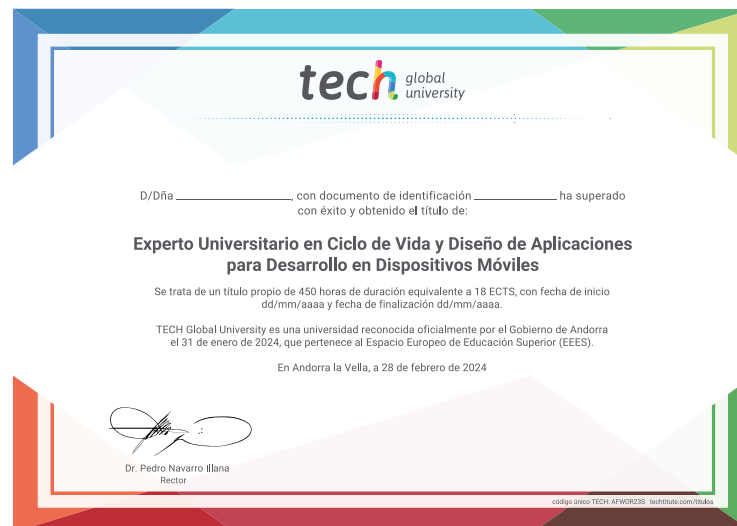 tech global university
D/Dña ______________, con documento de identificación __________ ha superado
con éxito y obtenido el título de:
Experto Universitario en Ciclo de Vida y Diseño de Aplicaciones
para Desarrollo en Dispositivos Móviles
Se trata de un título propio de 450 horas de duración equivalente a 18 ECTS, con fecha de inicio
dd/mm/aaaa y fecha de finalización dd/mm/aaaa.
TECH Global University es una universidad reconocida oficialmente por el Gobierno de Andorra
el 31 de enero de 2024, que pertenece al Espacio Europeo de Educación Superior (EEES).
En Andorra la Vella, a 28 de febrero de 2024
Dr. Pedro Navarro Illana
Rector
código único TECH: AFWOR23S techtitute.com/titulos